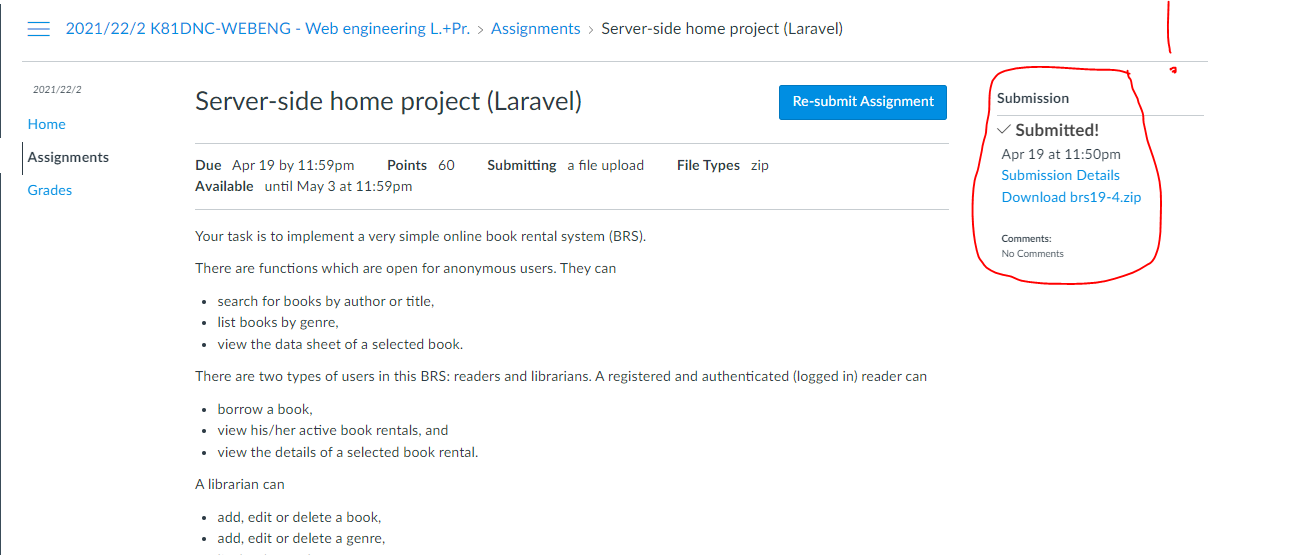 2021/22/2 K81DNC-WEBENG - Web engineering L.+Pr. > Assignments > Server-side home project (Laravel)
2021/22/2
Home
Assignments
Grades
Server-side home project (Laravel)
Re-submit Assignment
Due Apr 19 by 11:59pm Points 60 Submitting a file upload File Types zip
Available until May 3 at 11:59pm
Your task is to implement a very simple online book rental system (BRS).
There are functions which are open for anonymous users. They can
• search for books by author or title,
• list books by genre,
• view the data sheet of a selected book.
There are two types of users in this BRS: readers and librarians. A registered and authenticated (logged in) reader can
• borrow a book,
• view his/her active book rentals, and
• view the details of a selected book rental.
A librarian can
• add, edit or delete a book,
• add, edit or delete a genre,
!
Submission
✓ Submitted!
Apr 19 at 11:50pm
Submission Details
Download brs19-4.zip
Comments:
No Comments